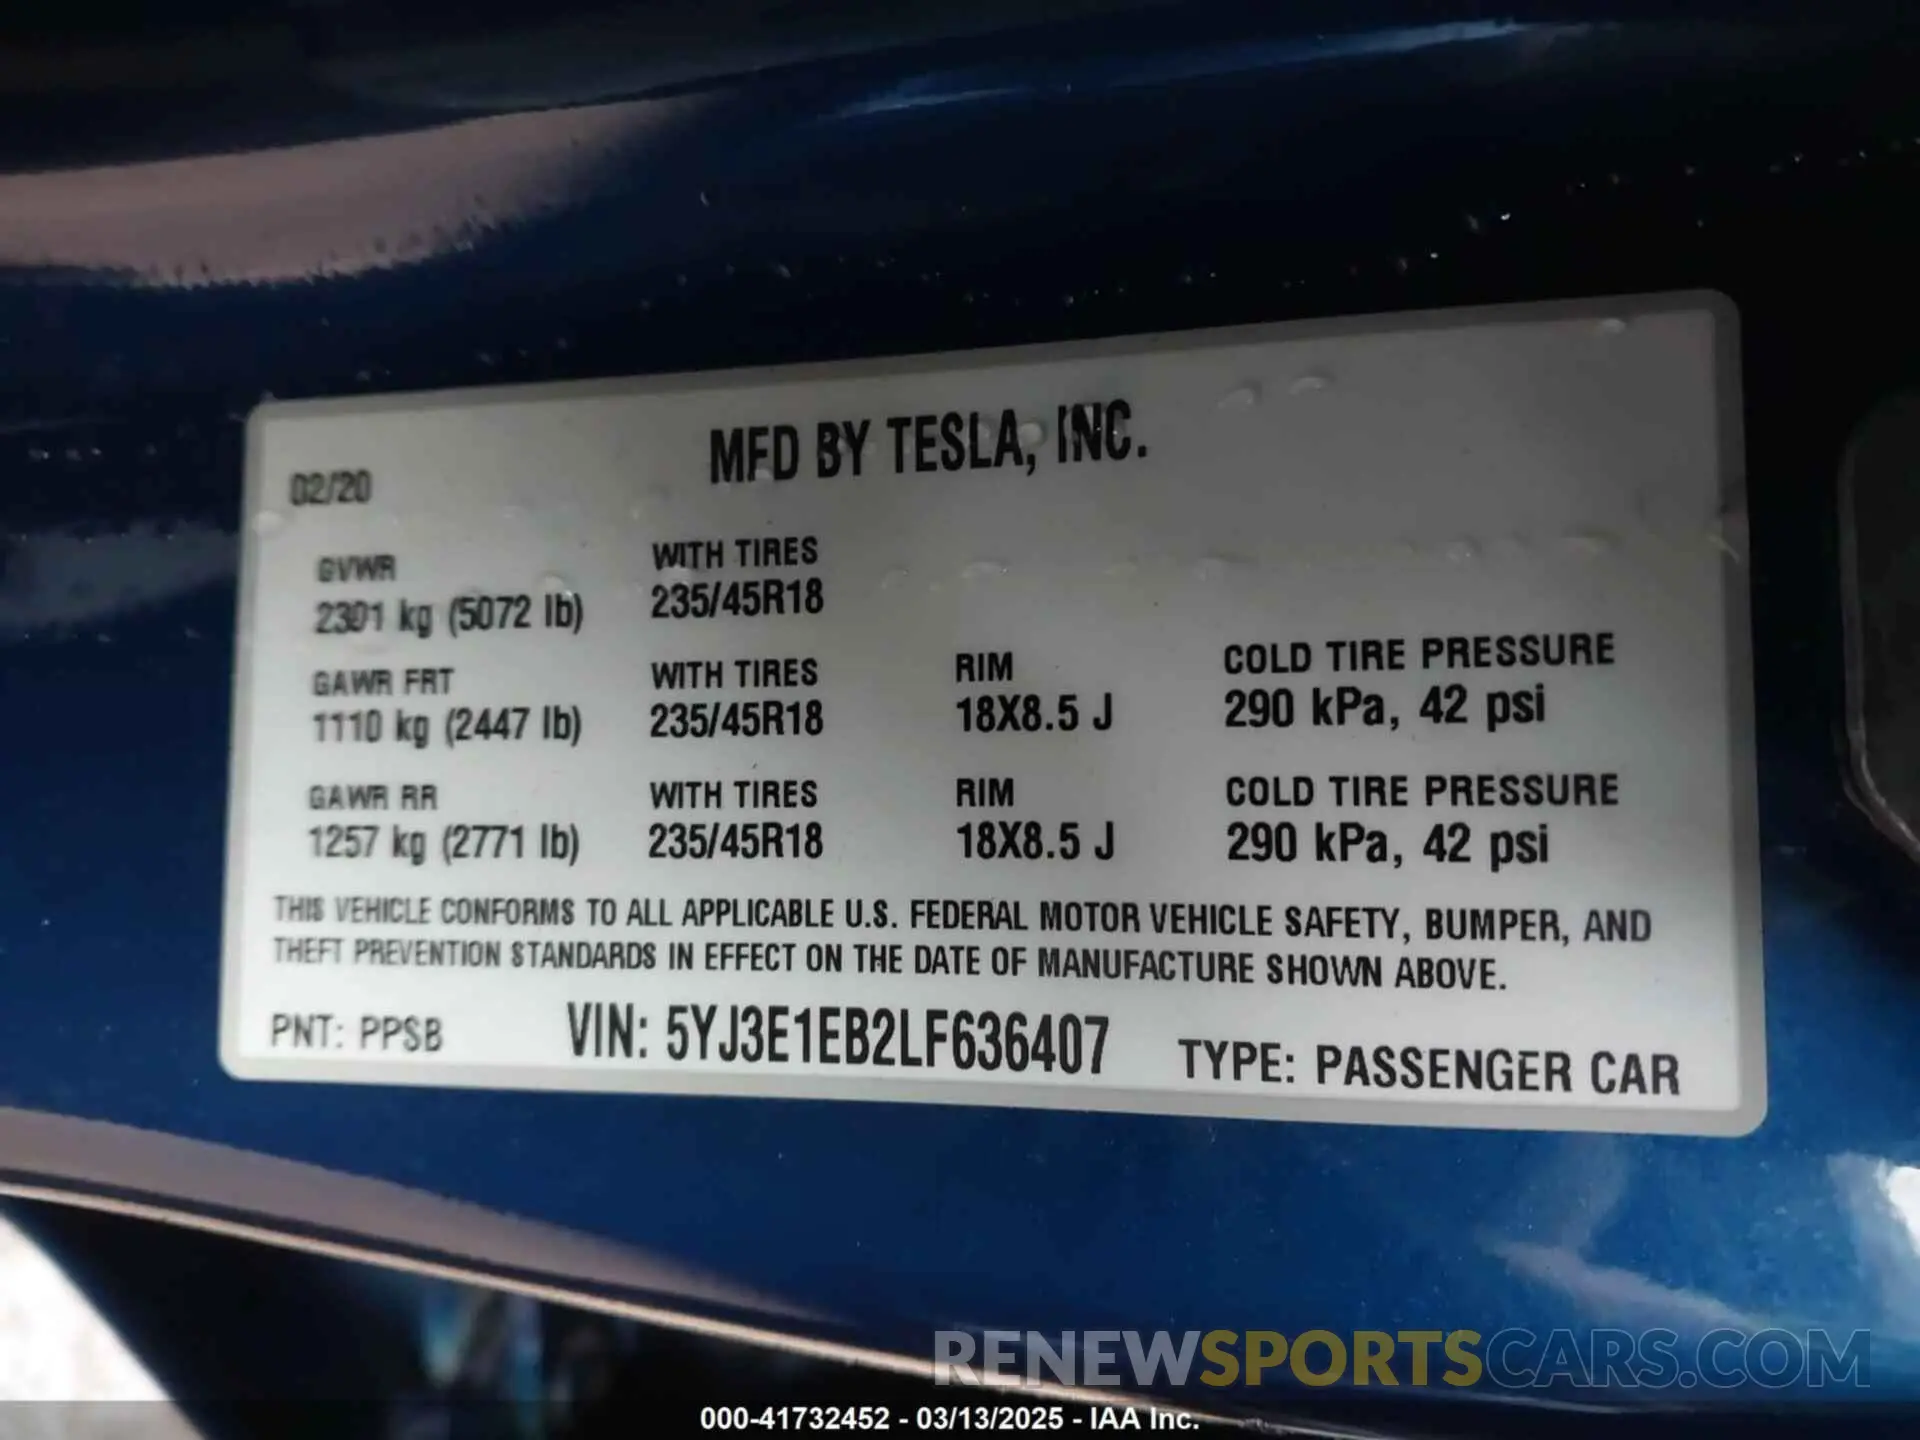 MFD BY TESLA, INC.
02/20
GVWR WITH TIRES
2301 kg (5072 lb) 235/45R18
GAWR FRT WITH TIRES RIM COLD TIRE PRESSURE
1110 kg (2447 lb) 235/45R18 18X8.5 J 290 kPa, 42 psi
GAWR RR WITH TIRES RIM COLD TIRE PRESSURE
1257 kg (2771 lb) 235/45R18 18X8.5 J 290 kPa, 42 psi
THIS VEHICLE CONFORMS TO ALL APPLICABLE U.S. FEDERAL MOTOR VEHICLE SAFETY, BUMPER, AND
THEFT PREVENTION STANDARDS IN EFFECT ON THE DATE OF MANUFACTURE SHOWN ABOVE.
PNT: PPSB VIN: 5YJ3E1EB2LF636407 TYPE: PASSENGER CAR
RENEWSPORTSCARS.COM
000-41732452 - 03/13/2025 - IAA Inc.